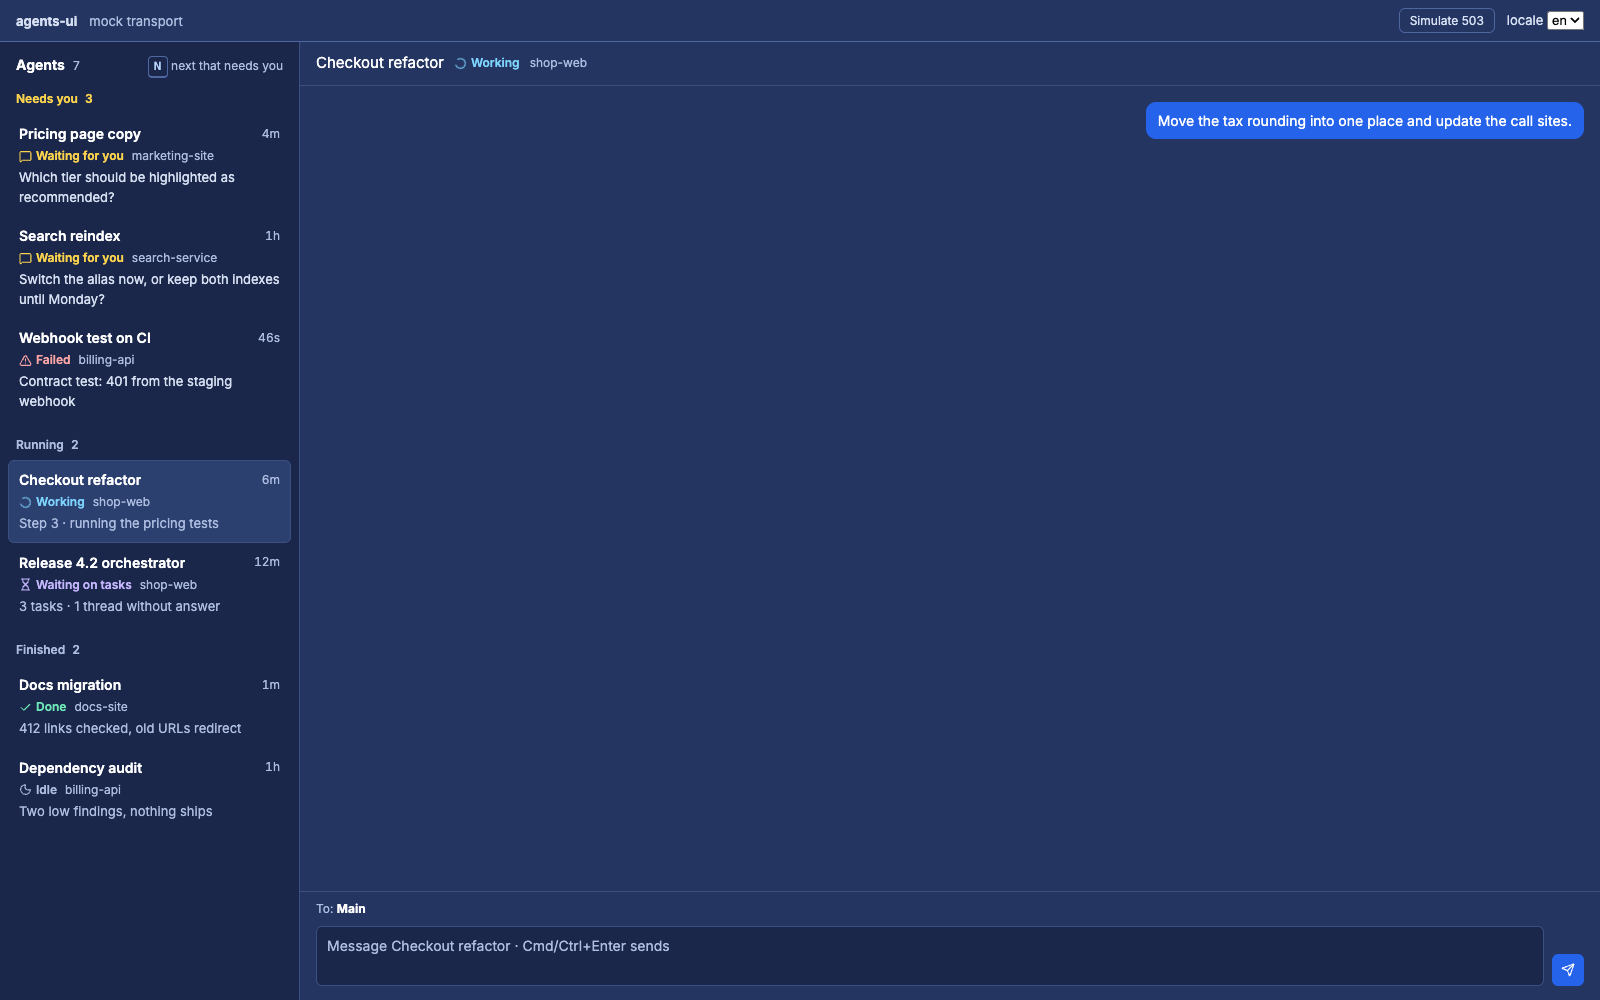 agents-ui mock transport
Simulate 503 locale en
Agents 7 N next that needs you
Needs you 3
Pricing page copy 4m
Waiting for you marketing-site
Which tier should be highlighted as
recommended?
Search reindex 1h
Waiting for you search-service
Switch the alias now, or keep both indexes
until Monday?
Webhook test on CI 46s
Failed billing-api
Contract test: 401 from the staging
webhook
Running 2
Checkout refactor 6m
Working shop-web
Step 3 · running the pricing tests
Release 4.2 orchestrator 12m
Waiting on tasks shop-web
3 tasks · 1 thread without answer
Finished 2
Docs migration 1m
Done docs-site
412 links checked, old URLs redirect
Dependency audit 1h
Idle billing-api
Two low findings, nothing ships
Checkout refactor Working shop-web
Move the tax rounding into one place and update the call sites.
To: Main
Message Checkout refactor · Cmd/Ctrl+Enter sends